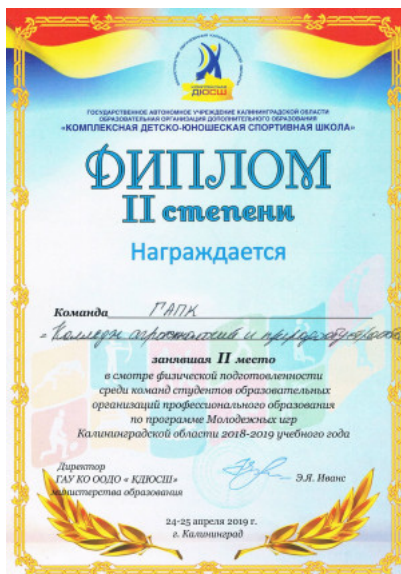 КОМПЛЕКСНАЯ
ДЮСШ
ГОСУДАРСТВЕННОЕ АВТОНОМНОЕ УЧРЕЖДЕНИЕ КАЛИНИНГРАДСКОЙ ОБЛАСТИ
ОБРАЗОВАТЕЛЬНАЯ ОРГАНИЗАЦИЯ ДОПОЛНИТЕЛЬНОГО ОБРАЗОВАНИЯ
«КОМПЛЕКСНАЯ ДЕТСКО-ЮНОШЕСКАЯ СПОРТИВНАЯ ШКОЛА»
ДИПЛОМ
II степени
Награждается
Команда ГАПК
"Колледж агротехнологий и природообустройства
занявшая II место
в смотре физической подготовленности
среди команд студентов образовательных
организаций профессионального образования
по программе Молодежных игр
Калининградской области 2018-2019 учебного года
Директор
ГАУ КО ООДО « КДЮСШ»
министерства образования
Э.Я. Иванс
24-25 апреля 2019 г.
г. Калининград